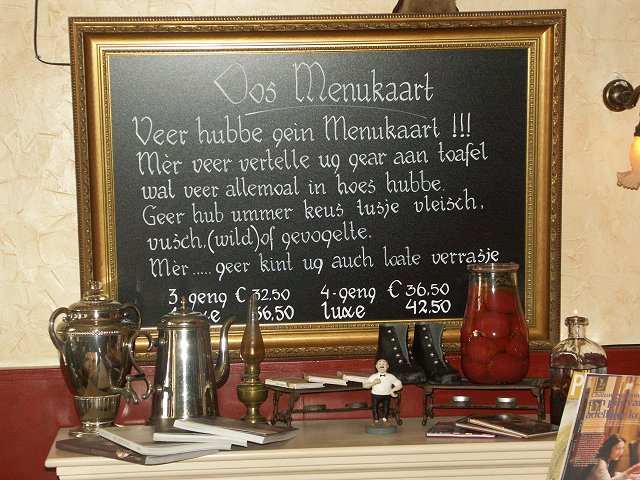 Oos Menukaart
Veer hubbe gein Menukaart !!!
Mèr veer vertelle ug gear aan toafel
wat veer allemoal in hoes hubbe.
Geer hub ummer keus tusje vleisch,
vusch,(wild)of gevogelte.
Mèr.....geer kint ug auch loate verrasje
3-geng € 32.50 4-geng € 36.50
36,50 luxe 42.50